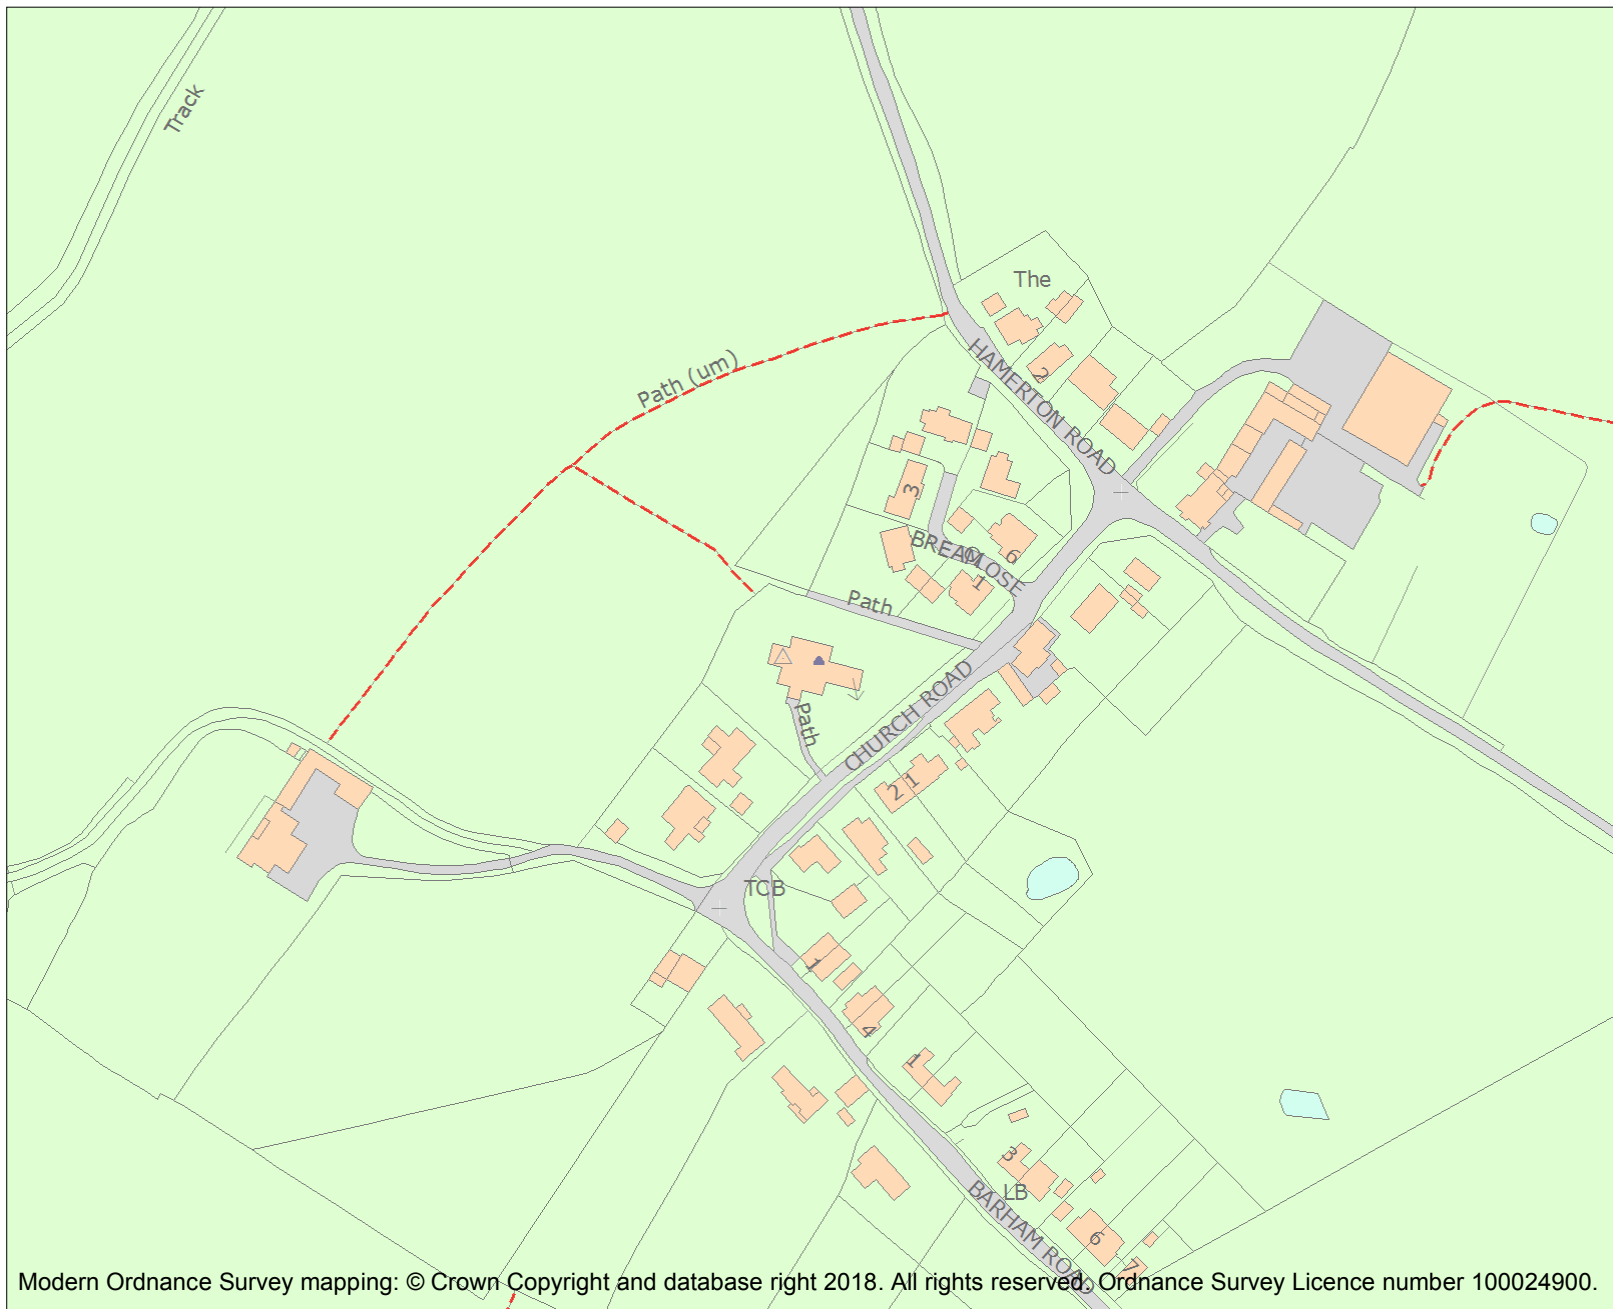 Track
The
HAMERTON ROAD
2
Path (um)
3
BREAM CLOSE
6
1
Path
Path
CHURCH ROAD
2 1
TCB
1
4
1
3
LB
BARHAM ROAD
6
7
Modern Ordnance Survey mapping: © Crown Copyright and database right 2018. All rights reserved. Ordnance Survey Licence number 100024900.